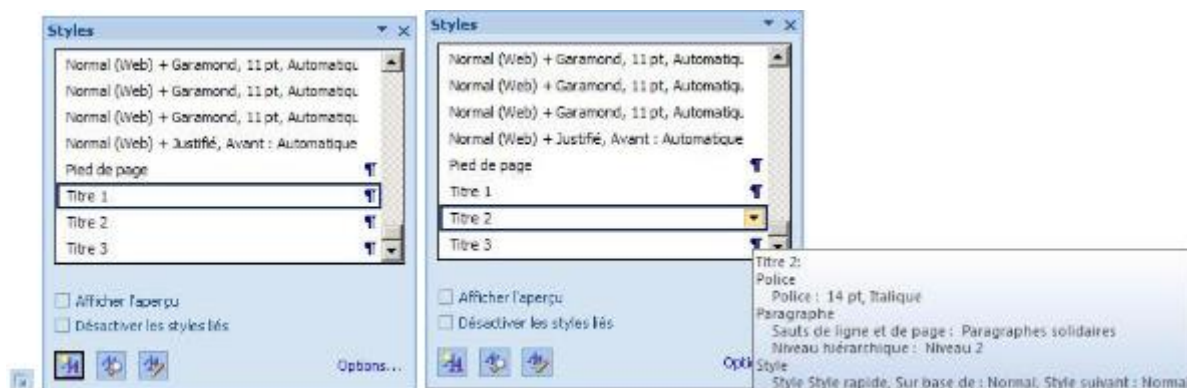 Styles
Normal (Web) + Garamond, 11 pt, Automatiqu
Normal (Web) + Garamond, 11 pt, Automatiqu
Normal (Web) + Garamond, 11 pt, Automatiqu
Normal (Web) + Justifié, Avant : Automatique
Pied de page ¶
Titre 1 ¶
Titre 2 ¶
Titre 3 ¶
Afficher l'aperçu
Désactiver les styles liés
Options...
Styles
Normal (Web) + Garamond, 11 pt, Automatiq
Normal (Web) + Garamond, 11 pt, Automatiq
Normal (Web) + Garamond, 11 pt, Automatiq
Normal (Web) + Justifié, Avant : Automatique
Pied de page ¶
Titre 1 ¶
Titre 2
Titre 3 ¶
Afficher l'aperçu
Désactiver les styles liés
Opti
Titre 2:
Police
Police : 14 pt, Italique
Paragraphe
Sauts de ligne et de page : Paragraphes solidaires
Niveau hiérarchique : Niveau 2
Style
Style Style rapide, Sur base de : Normal, Style suivant : Normal